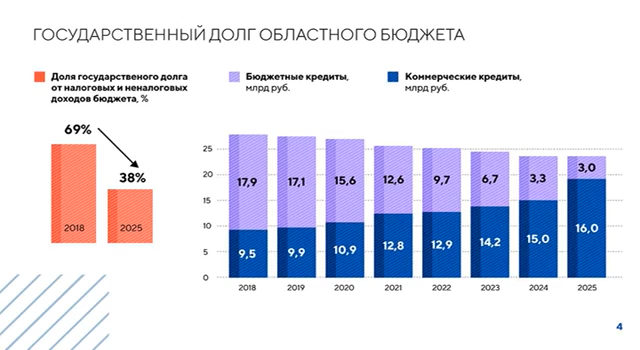 ГОСУДАРСТВЕННЫЙ ДОЛГ ОБЛАСТНОГО БЮДЖЕТА
Доля государственого долга
от налоговых и неналоговых
доходов бюджета, %
Бюджетные кредиты,
млрд руб.
Коммерческие кредиты,
млрд руб.
69%
38%
2018 2025
25
20
15
10
5
0
17,9 17,1 15,6 12,6 9,7 6,7 3,3 3,0
9,5 9,9 10,9 12,8 12,9 14,2 15,0 16,0
2018 2019 2020 2021 2022 2023 2024 2025
4